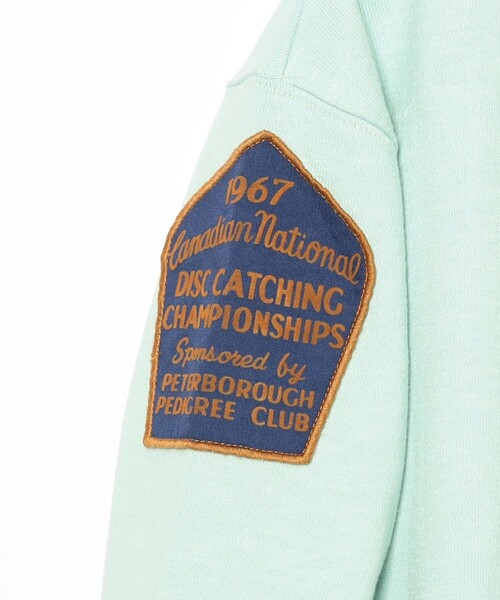 1967
Canadian National
DISC CATCHING
CHAMPIONSHIPS
Sponsored by
PETERBOROUGH
PEDIGREE CLUB